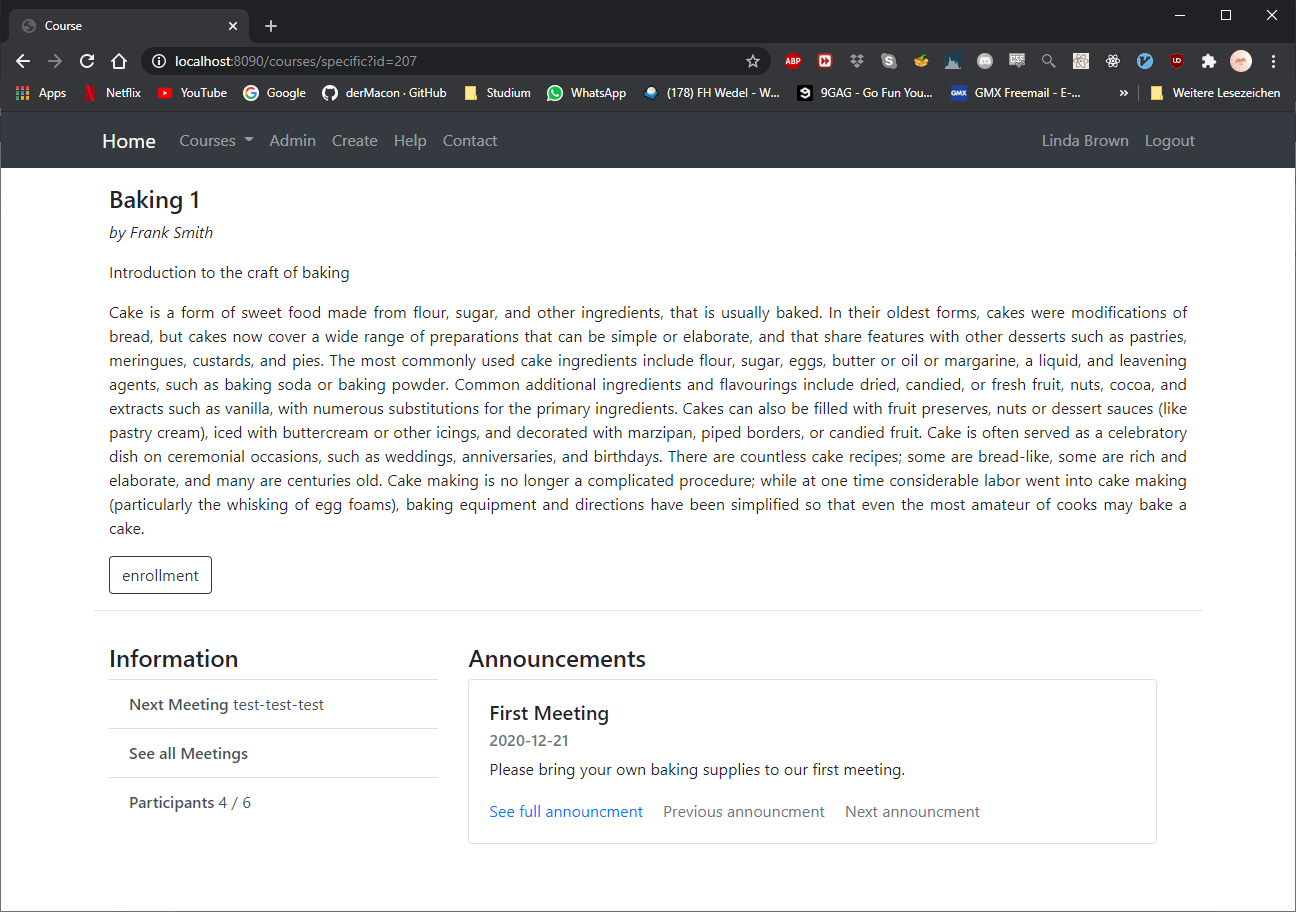 Course
localhost:8090/courses/specific?id=207
ABP
CSF
UD
Apps Netflix YouTube Google derMacon · GitHub Studium WhatsApp (178) FH Wedel - W... 9GAG - Go Fun You... GMX GMX Freemail - E-... » Weitere Lesezeichen
Home Courses Admin Create Help Contact Linda Brown Logout
Baking 1
by Frank Smith
Introduction to the craft of baking
Cake is a form of sweet food made from flour, sugar, and other ingredients, that is usually baked. In their oldest forms, cakes were modifications of
bread, but cakes now cover a wide range of preparations that can be simple or elaborate, and that share features with other desserts such as pastries,
meringues, custards, and pies. The most commonly used cake ingredients include flour, sugar, eggs, butter or oil or margarine, a liquid, and leavening
agents, such as baking soda or baking powder. Common additional ingredients and flavourings include dried, candied, or fresh fruit, nuts, cocoa, and
extracts such as vanilla, with numerous substitutions for the primary ingredients. Cakes can also be filled with fruit preserves, nuts or dessert sauces (like
pastry cream), iced with buttercream or other icings, and decorated with marzipan, piped borders, or candied fruit. Cake is often served as a celebratory
dish on ceremonial occasions, such as weddings, anniversaries, and birthdays. There are countless cake recipes; some are bread-like, some are rich and
elaborate, and many are centuries old. Cake making is no longer a complicated procedure; while at one time considerable labor went into cake making
(particularly the whisking of egg foams), baking equipment and directions have been simplified so that even the most amateur of cooks may bake a
cake.
enrollment
Information
Next Meeting test-test-test
See all Meetings
Participants 4 / 6
Announcements
First Meeting
2020-12-21
Please bring your own baking supplies to our first meeting.
See full announcment Previous announcment Next announcment